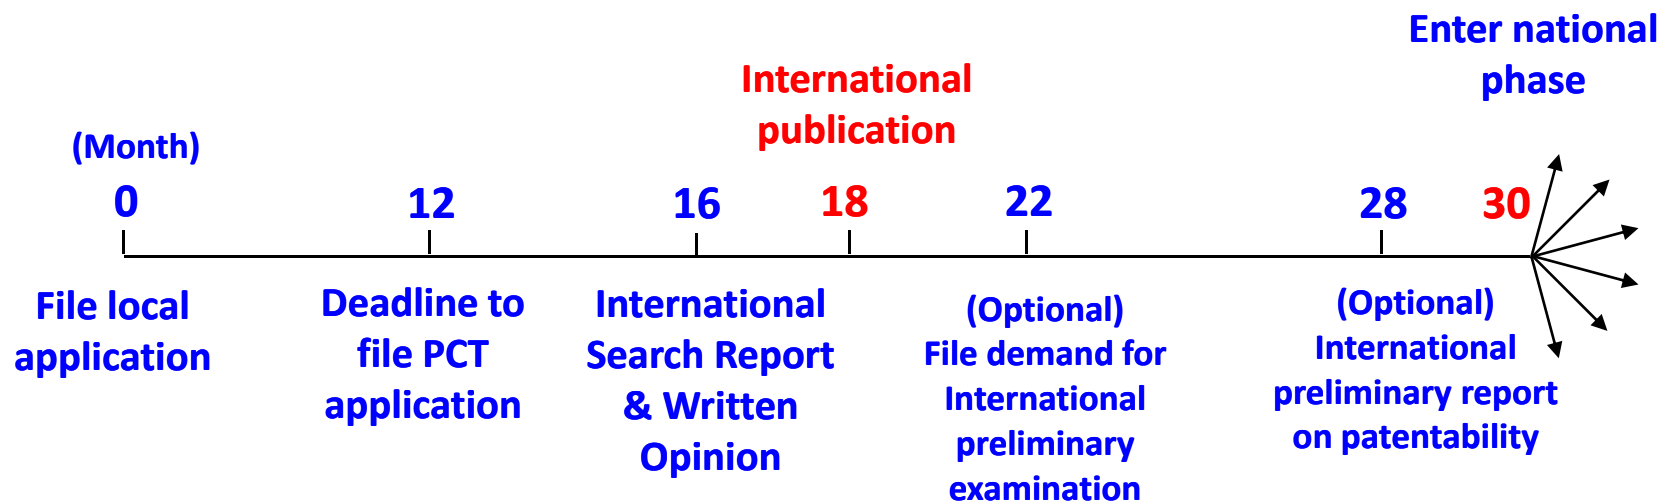 Enter national
phase
International
publication
(Month)
0
12
16
18
22
28
30
File local
application
Deadline to
file PCT
application
International
Search Report
& Written
Opinion
(Optional)
File demand for
International
preliminary
examination
(Optional)
International
preliminary report
on patentability